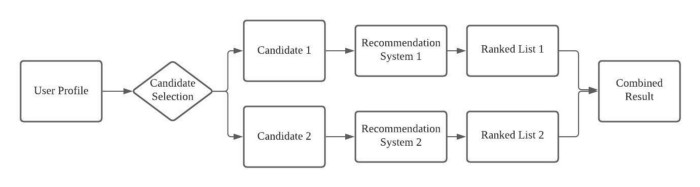 User Profile
Candidate
Selection
Candidate 1
Recommendation
System 1
Ranked List 1
Candidate 2
Recommendation
System 2
Ranked List 2
Combined
Result